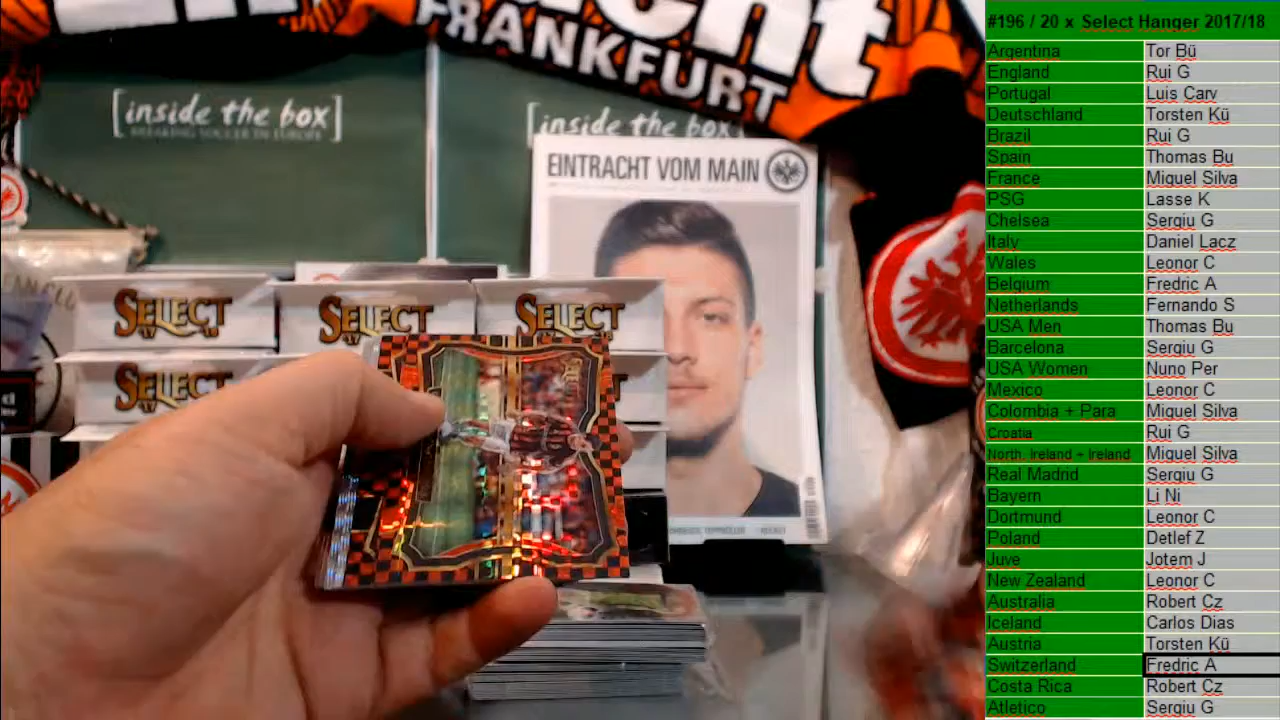 FRANKFURT
[inside the box]
BREAKING SOCCER IN EUROPE
[inside the box]
EINTRACHT VOM MAIN
SELECT
SELECT
SELECT
SELECT
#196 / 20 x Select Hanger 2017/18
Argentina Tor Bü
England Rui G
Portugal Luis Carv
Deutschland Torsten Kü
Brazil Rui G
Spain Thomas Bu
France Miguel Silva
PSG Lasse K
Chelsea Sergiu G
Italy Daniel Lacz
Wales Leonor C
Belgium Fredric A
Netherlands Fernando S
USA Men Thomas Bu
Barcelona Sergiu G
USA Women Nuno Per
Mexico Leonor C
Colombia + Para Miguel Silva
Croatia Rui G
North. Ireland + Ireland Miguel Silva
Real Madrid Sergiu G
Bayern Li Ni
Dortmund Leonor C
Poland Detlef Z
Juve Jotem J
New Zealand Leonor C
Australia Robert Cz
Iceland Carlos Dias
Austria Torsten Kü
Switzerland Fredric A
Costa Rica Robert Cz
Atletico Sergiu G